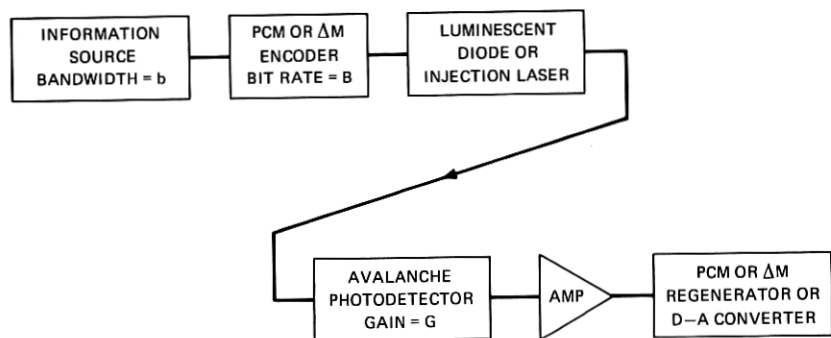 INFORMATION
SOURCE
BANDWIDTH = b
PCM OR ΔM
ENCODER
BIT RATE = B
LUMINESCENT
DIODE OR
INJECTION LASER
AVALANCHE
PHOTODETECTOR
GAIN = G
AMP
PCM OR ΔM
REGENERATOR OR
D–A CONVERTER